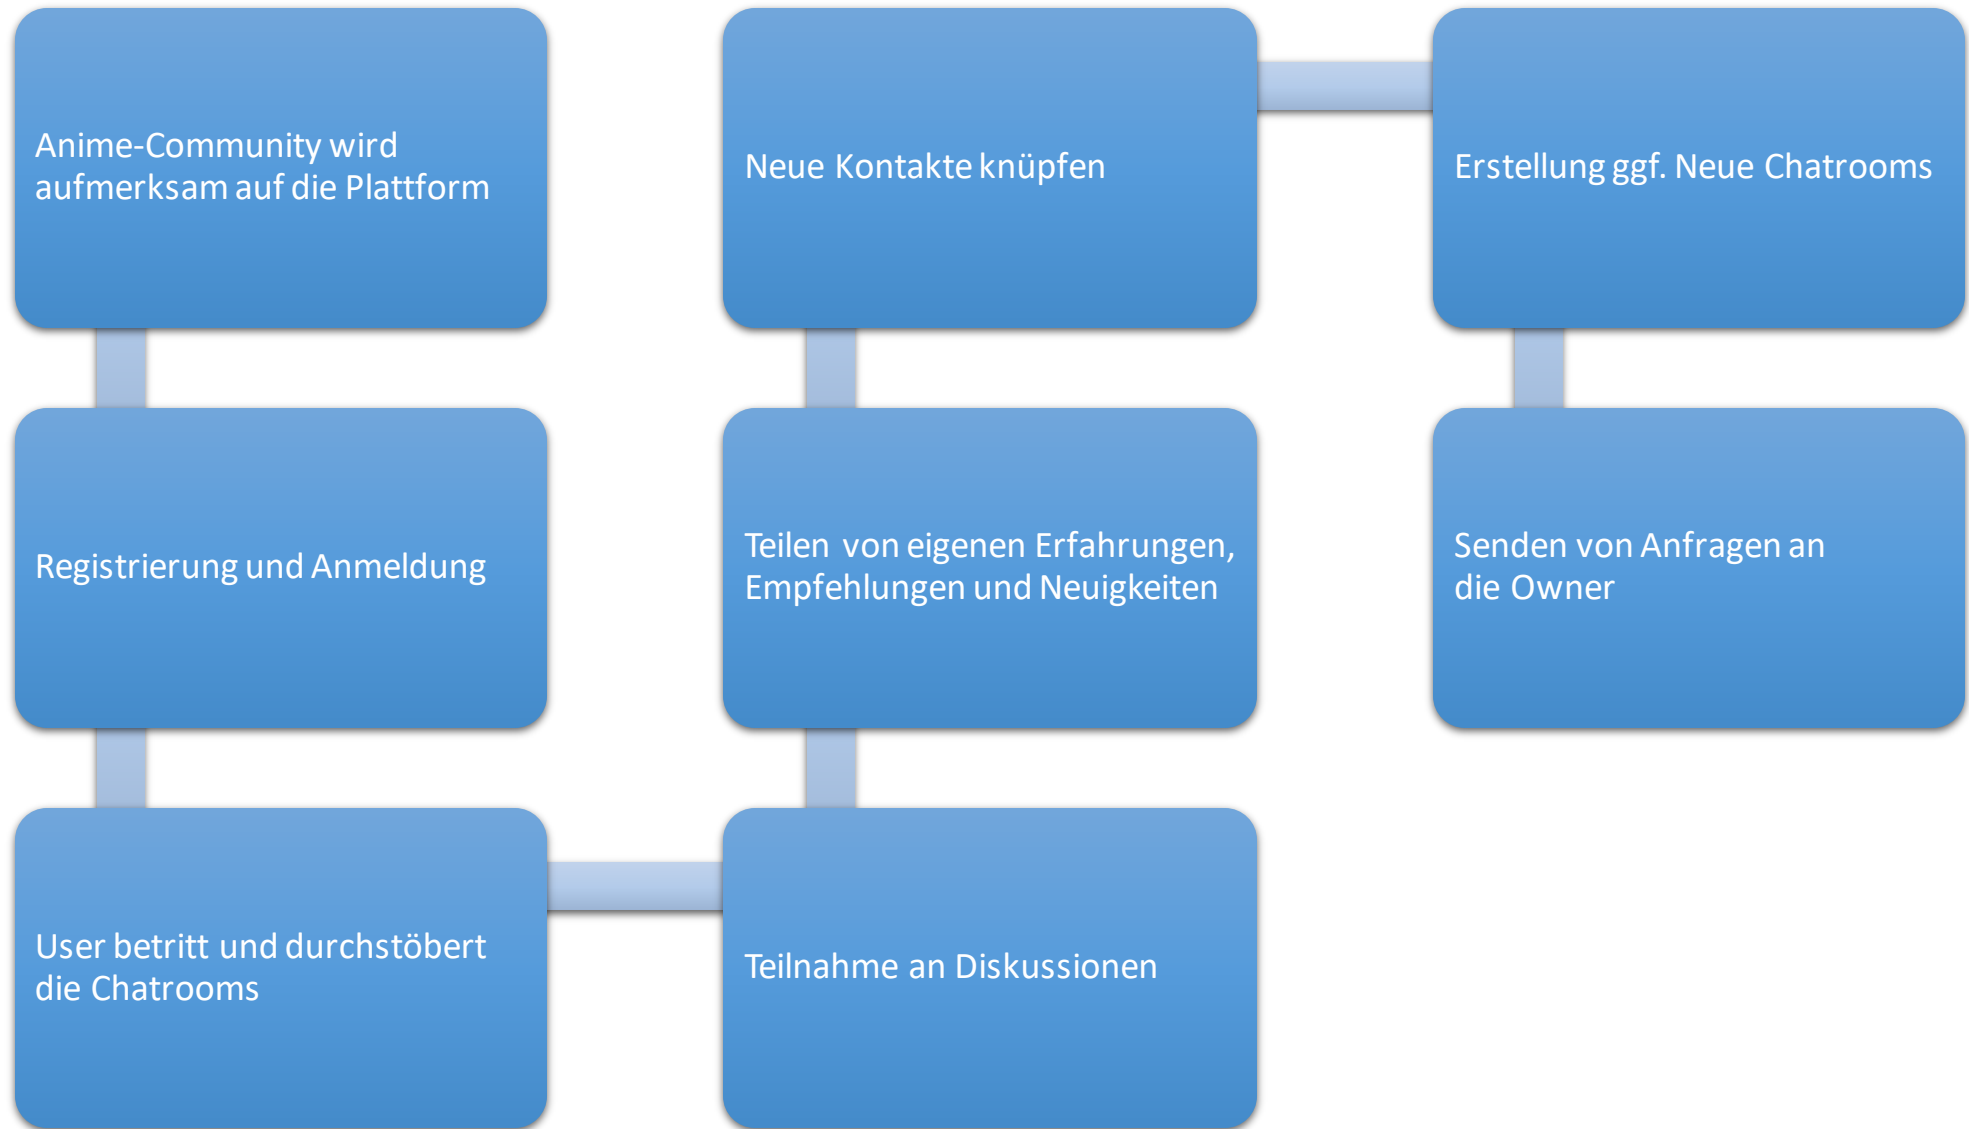 Anime-Community wird
aufmerksam auf die Plattform
Registrierung und Anmeldung
User betritt und durchstöbert
die Chatrooms
Teilnahme an Diskussionen
Teilen von eigenen Erfahrungen,
Empfehlungen und Neuigkeiten
Neue Kontakte knüpfen
Erstellung ggf. Neue Chatrooms
Senden von Anfragen an
die Owner